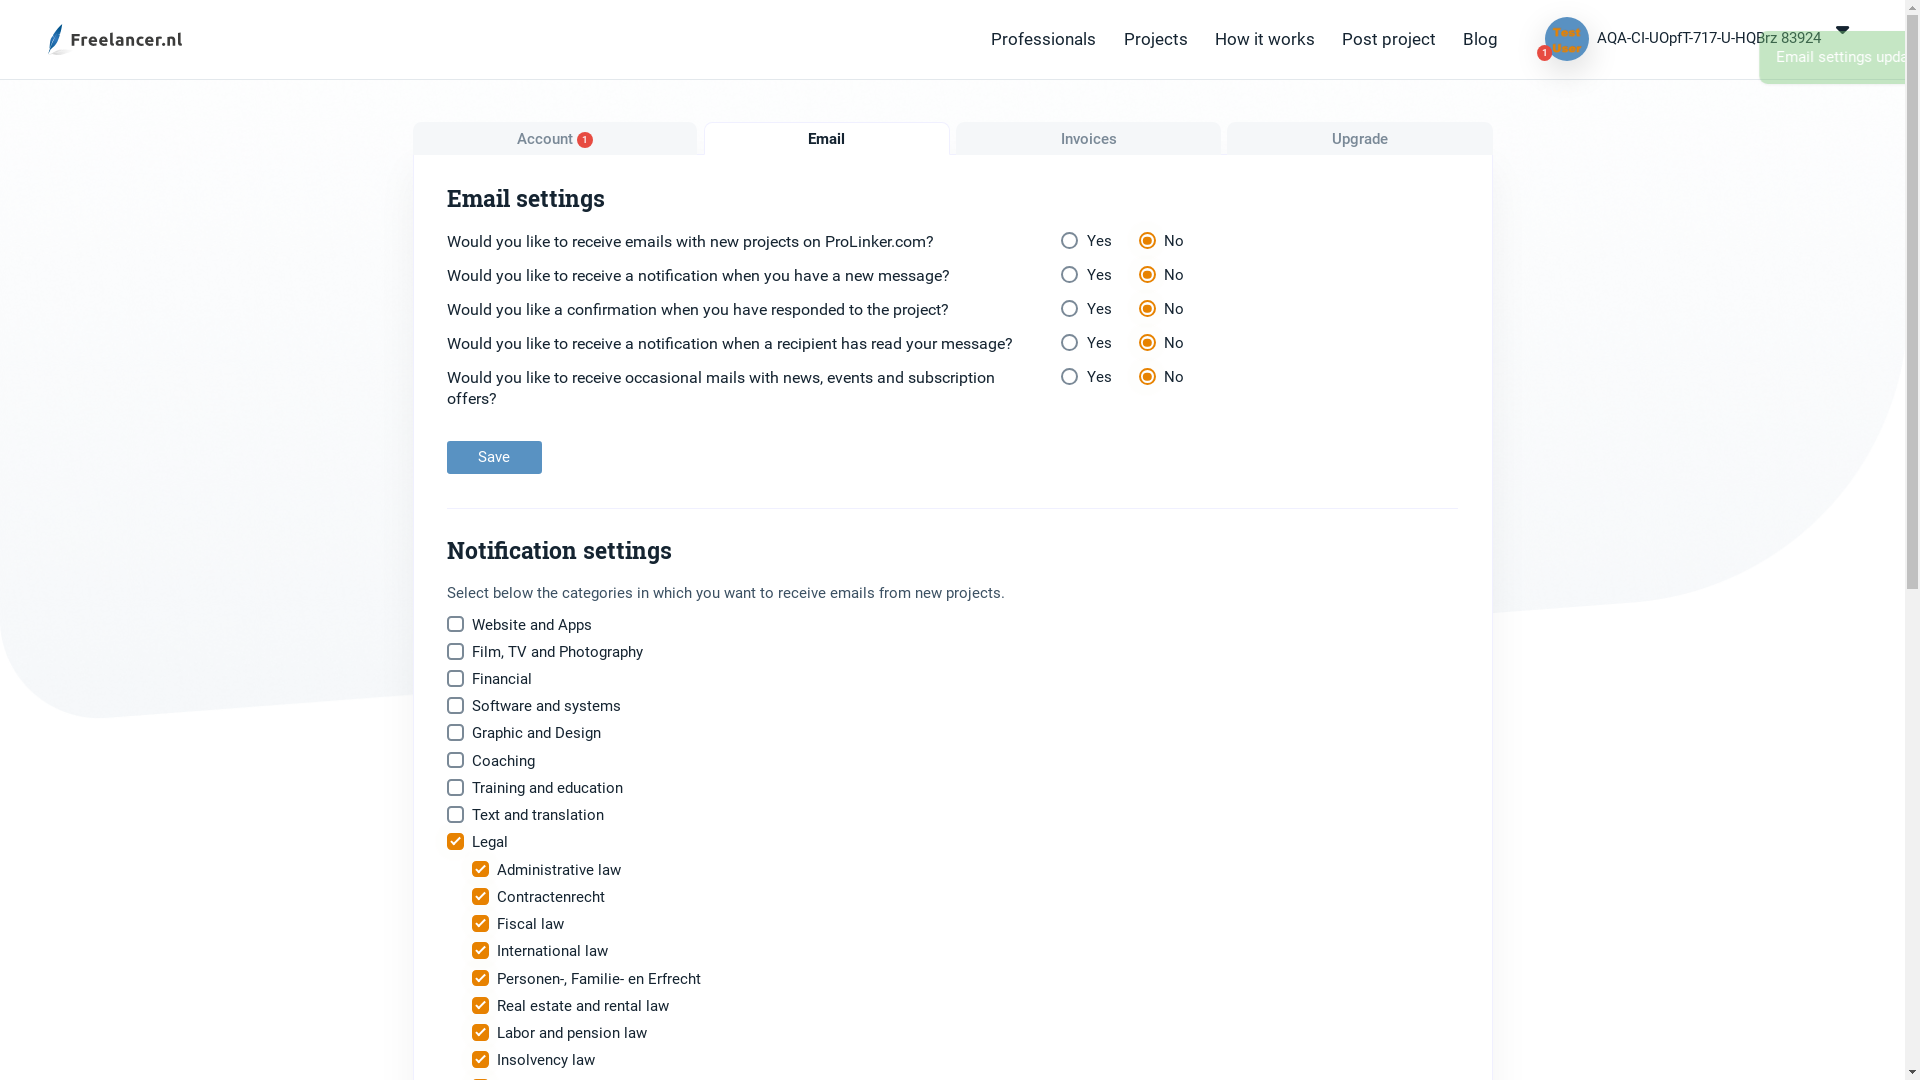 Freelancer.nl
Professionals
Projects
How it works
Post project
Blog
Test
User
1
AQA-CI-UOpfT-717-U-HQBrz 83924
Email settings upda
Account 1
Email
Invoices
Upgrade
Email settings
Would you like to receive emails with new projects on ProLinker.com?
Yes
No
Would you like to receive a notification when you have a new message?
Yes
No
Would you like a confirmation when you have responded to the project?
Yes
No
Would you like to receive a notification when a recipient has read your message?
Yes
No
Would you like to receive occasional mails with news, events and subscription
offers?
Yes
No
Save
Notification settings
Select below the categories in which you want to receive emails from new projects.
Website and Apps
Film, TV and Photography
Financial
Software and systems
Graphic and Design
Coaching
Training and education
Text and translation
Legal
Administrative law
Contractenrecht
Fiscal law
International law
Personen-, Familie- en Erfrecht
Real estate and rental law
Labor and pension law
Insolvency law